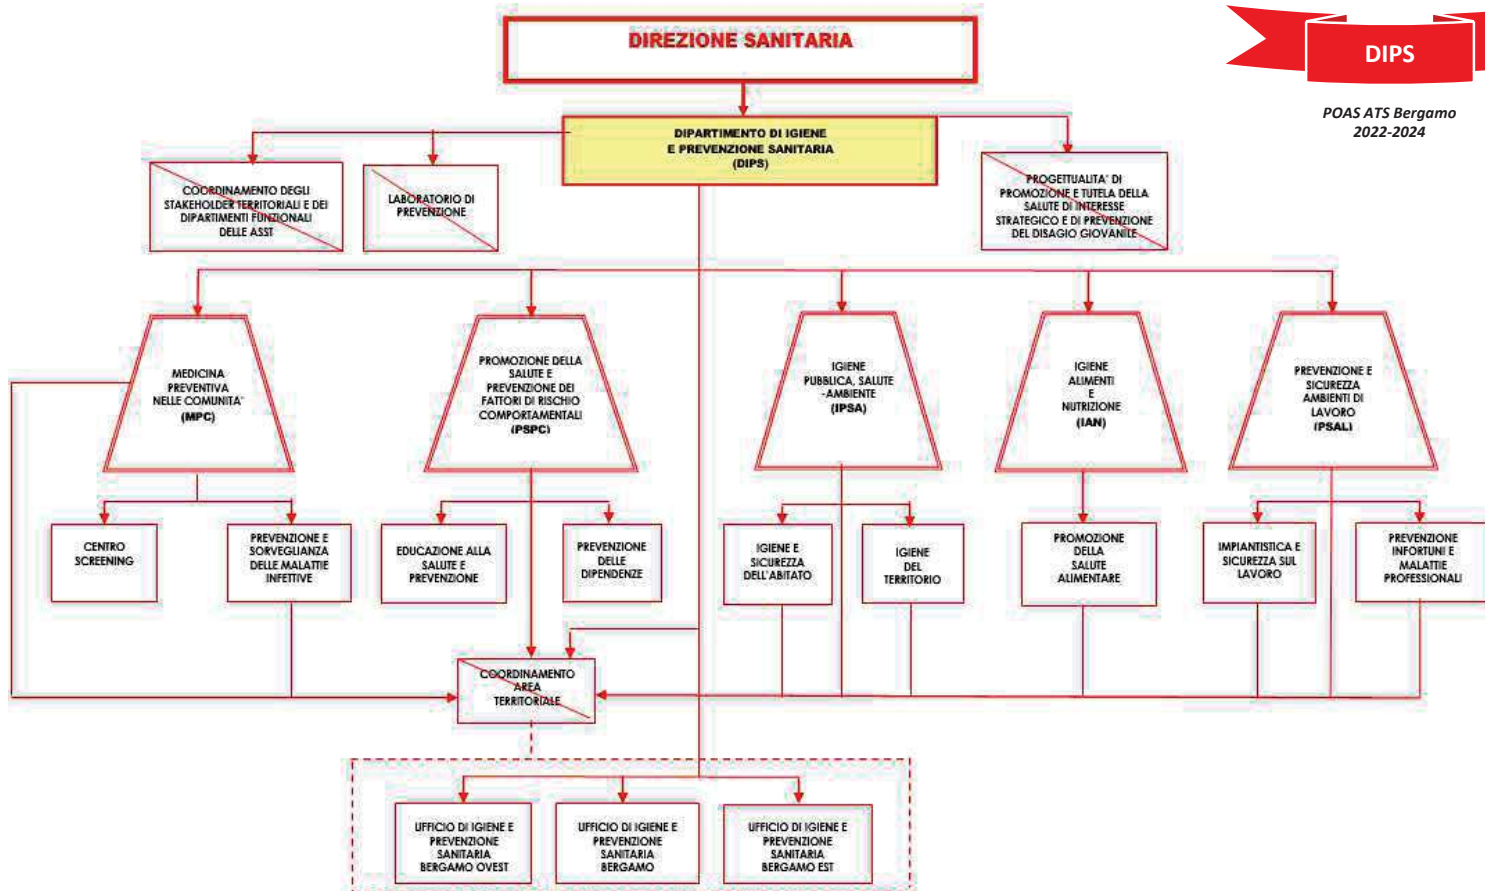 DIREZIONE SANITARIA
DIPS
POAS ATS Bergamo
2022-2024
DIPARTIMENTO DI IGIENE
E PREVENZIONE SANITARIA
(DIPS)
COORDINAMENTO DEGLI
STAKEHOLDER TERRITORIALI E DEI
DIPARTIMENTI FUNZIONALI
DELLE ASST
LABORATORIO DI
PREVENZIONE
PROGETTUALITA' DI
PROMOZIONE E TUTELA DELLA
SALUTE DI INTERESSE
STRATEGICO E DI PREVENZIONE
DEL DISAGIO GIOVANILE
MEDICINA
PREVENTIVA
NELLE COMUNITA'
(MPC)
PROMOZIONE DELLA
SALUTE E
PREVENZIONE DEI
FATTORI DI RISCHIO
COMPORTAMENTALI
(PSPC)
IGIENE
PUBBLICA, SALUTE
-AMBIENTE
(IPSA)
IGIENE
ALIMENTI
E
NUTRIZIONE
(IAN)
PREVENZIONE E
SICUREZZA
AMBIENTI DI
LAVORO
(PSAL)
CENTRO
SCREENING
PREVENZIONE E
SORVEGLIANZA
DELLE MALATTIE
INFETTIVE
EDUCAZIONE ALLA
SALUTE E
PREVENZIONE
PREVENZIONE
DELLE
DIPENDENZE
IGIENE E
SICUREZZA
DELL'ABITATO
IGIENE
DEL
TERRITORIO
PROMOZIONE
DELLA
SALUTE
ALIMENTARE
IMPIANTISTICA E
SICUREZZA SUL
LAVORO
PREVENZIONE
INFORTUNI E
MALATTIE
PROFESSIONALI
COORDINAMENTO
AREA
TERRITORIALE
UFFICIO DI IGIENE E
PREVENZIONE
SANITARIA
BERGAMO OVEST
UFFICIO DI IGIENE E
PREVENZIONE
SANITARIA
BERGAMO
UFFICIO DI IGIENE E
PREVENZIONE
SANITARIA
BERGAMO EST